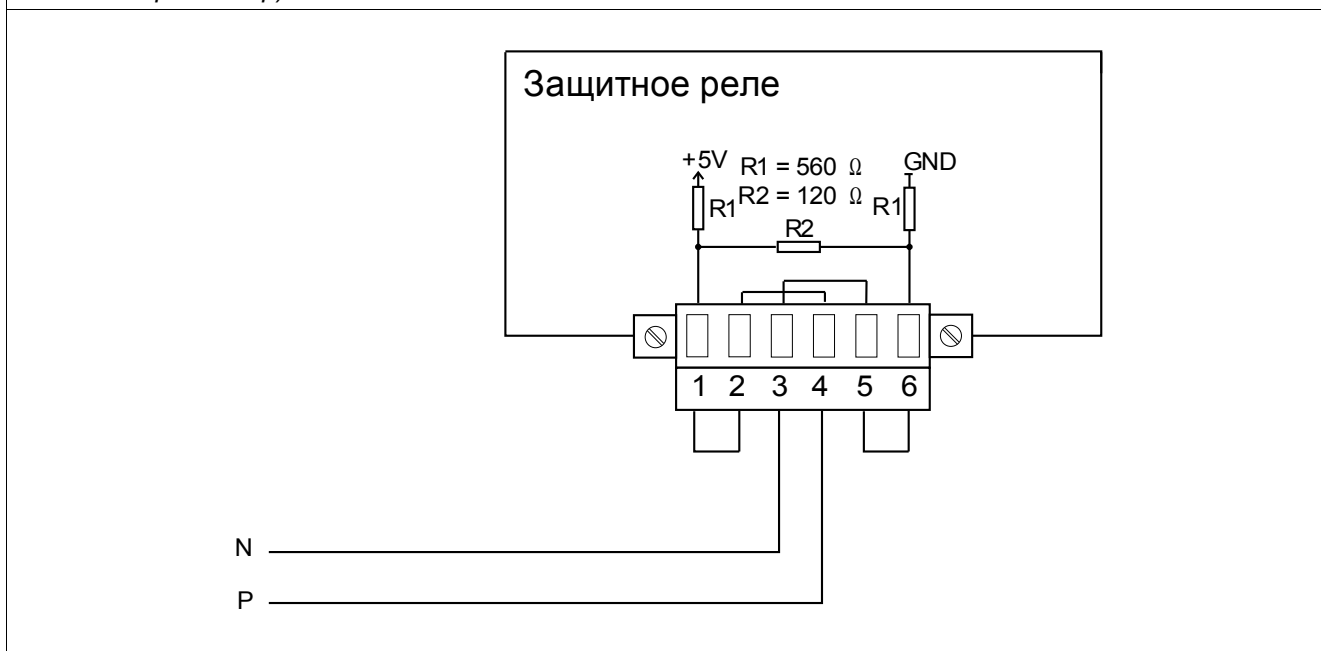 Защитное реле
+5V R1 = 560 Ω GND
R1 R2 = 120 Ω R1
R2
1 2 3 4 5 6
N
P